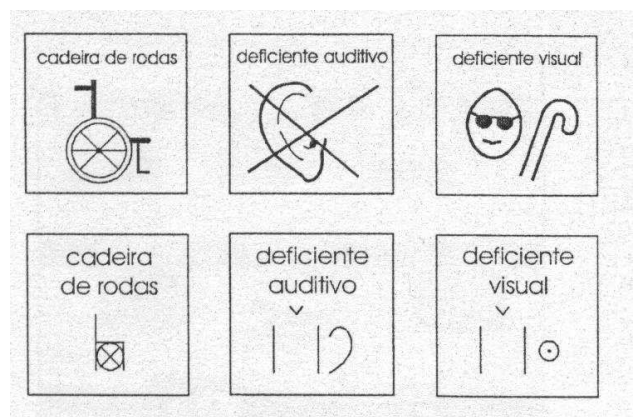 cadeira de rodas
deficiente auditivo
deficiente visual
cadeira
de rodas
deficiente
auditivo
deficiente
visual